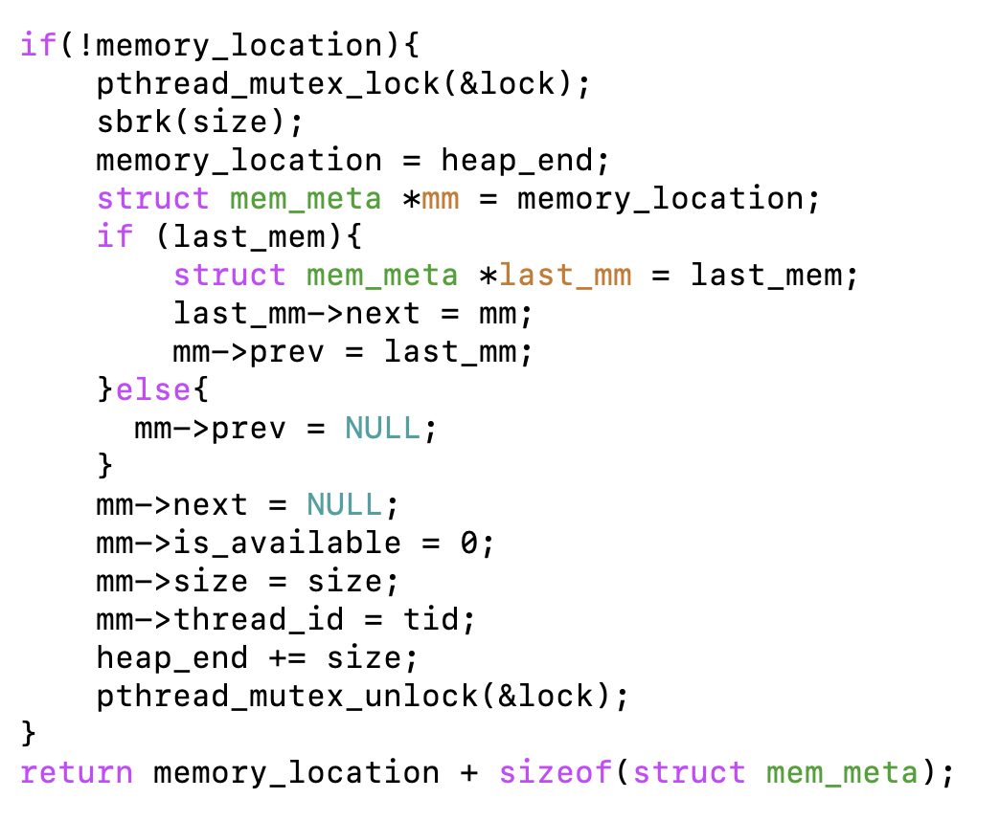 if(!memory_location){
    pthread_mutex_lock(&lock);
    sbrk(size);
    memory_location = heap_end;
    struct mem_meta *mm = memory_location;
    if (last_mem){
        struct mem_meta *last_mm = last_mem;
        last_mm->next = mm;
        mm->prev = last_mm;
    }else{
      mm->prev = NULL;
    }
    mm->next = NULL;
    mm->is_available = 0;
    mm->size = size;
    mm->thread_id = tid;
    heap_end += size;
    pthread_mutex_unlock(&lock);
}
return memory_location + sizeof(struct mem_meta);